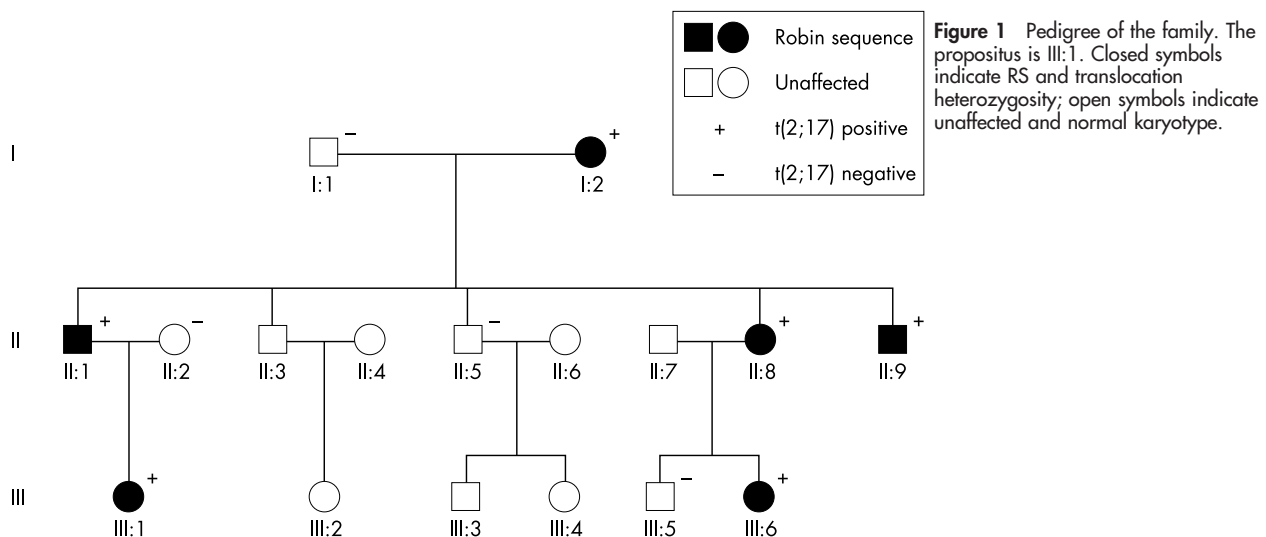 Robin sequence
Unaffected
+ t(2;17) positive
– t(2;17) negative
Figure 1 Pedigree of the family. The
propositus is III:1. Closed symbols
indicate RS and translocation
heterozygosity; open symbols indicate
unaffected and normal karyotype.
– +
I
I:1 I:2
+ – – + +
II
II:1 II:2 II:3 II:4 II:5 II:6 II:7 II:8 II:9
+ – +
III
III:1 III:2 III:3 III:4 III:5 III:6